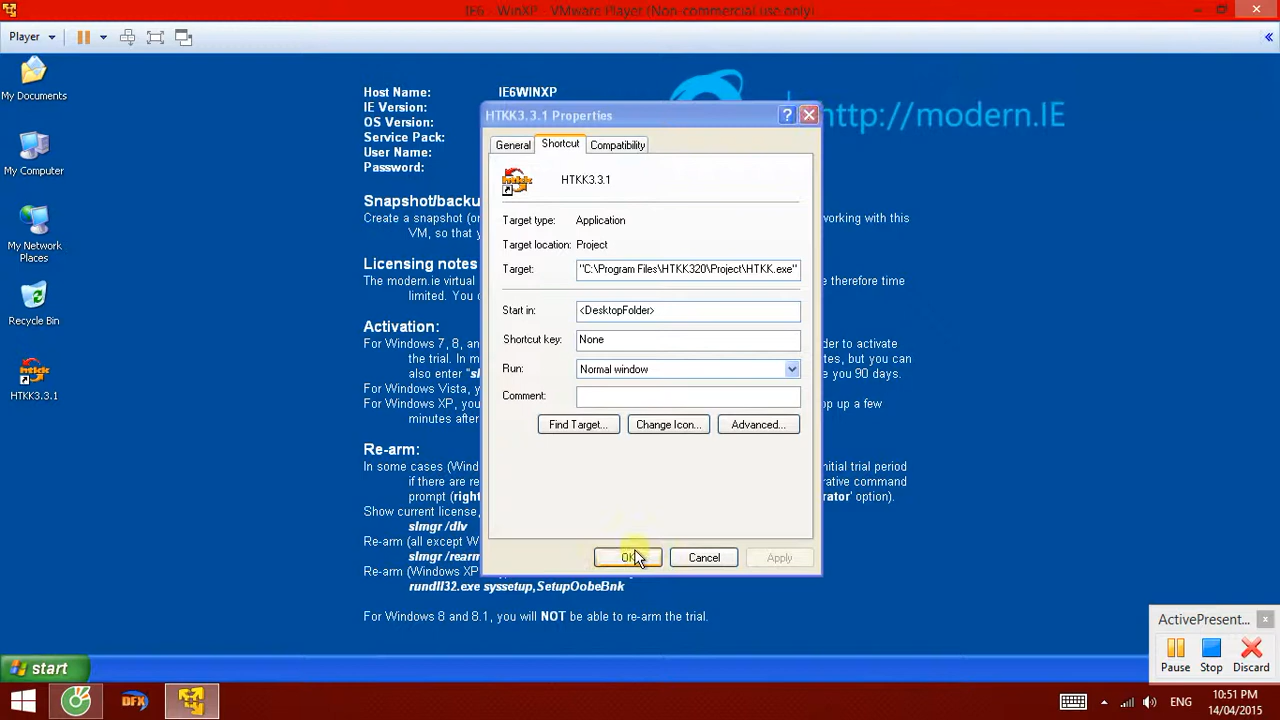 IE6 - WinXP - VMware Player (Non-commercial use only)
Player
My Documents
My Computer
My Network
Places
Recycle Bin
HTKK3.3.1
Host Name: IE6WINXP
IE Version:
OS Version:
Service Pack:
User Name:
Password:
http://modern.IE
Snapshot/backu
Create a snapshot (or working with this
VM, so that y
Licensing notes
The modern.ie virtual therefore time
limited. You c
Activation:
For Windows 7, 8, an der to activate
the trial. In m tes, but you can
also enter "sl e you 90 days.
For Windows Vista, y
For Windows XP, you op up a few
minutes after
Re-arm:
In some cases (Wind nitial trial period
if there are re rative command
prompt (right rator' option).
Show current license,
slmgr /dlv
Re-arm (all except W
slmgr /rearm
Re-arm (Windows XP
rundll32.exe syssetup,SetupOobeBnk
For Windows 8 and 8.1, you will NOT be able to re-arm the trial.
HTKK3.3.1 Properties
General Shortcut Compatibility
htkk
HTKK3.3.1
Target type: Application
Target location: Project
Target: "C:\Program Files\HTKK320\Project\HTKK.exe"
Start in: <DesktopFolder>
Shortcut key: None
Run: Normal window
Comment:
Find Target... Change Icon... Advanced...
OK Cancel Apply
ActivePresent...
Pause Stop Discard
start
DFX
ENG
10:51 PM
14/04/2015